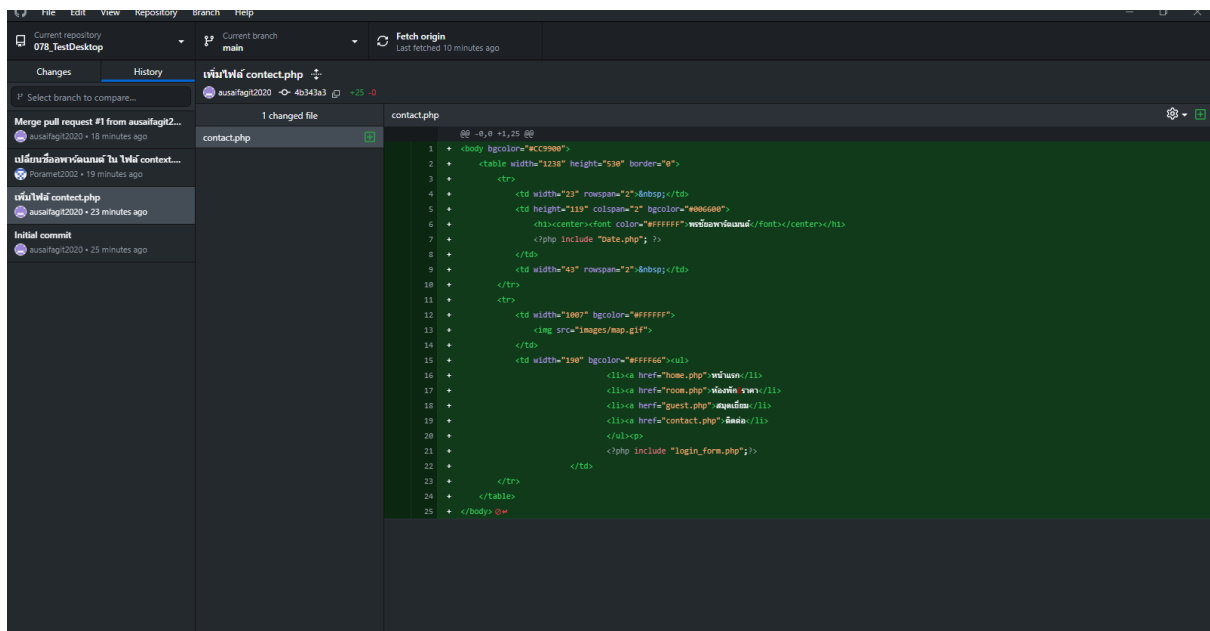 File Edit View Repository Branch Help
Current repository
078_TestDesktop
Current branch
main
Fetch origin
Last fetched 10 minutes ago
Changes History
Select branch to compare...
Merge pull request #1 from ausaifagit2...
ausaifagit2020 • 18 minutes ago
เปลี่ยนชื่ออพาร์ดเมนต์ ใน ไฟล์ context....
Poramet2002 • 19 minutes ago
เพิ่มไฟล์ contect.php
ausaifagit2020 • 23 minutes ago
Initial commit
ausaifagit2020 • 25 minutes ago
เพิ่มไฟล์ contect.php
ausaifagit2020 4b343a3 +25 -0
1 changed file
contact.php
contact.php
@@ -0,0 +1,25 @@
1 + <body bgcolor="#CC9900">
2 + <table width="1238" height="530" border="0">
3 + <tr>
4 + <td width="23" rowspan="2">&nbsp;</td>
5 + <td height="119" colspan="2" bgcolor="#006600">
6 + <h1><center><font color="#FFFFFF">พรชัยอพาร์ดเมนต์</font></center></h1>
7 + <?php include "Date.php"; ?>
8 + </td>
9 + <td width="43" rowspan="2">&nbsp;</td>
10 + </tr>
11 + <tr>
12 + <td width="1007" bgcolor="#FFFFFF">
13 + <img src="images/map.gif">
14 + </td>
15 + <td width="190" bgcolor="#FFFF66"><ul>
16 + <li><a href="home.php">หน้าแรก</li>
17 + <li><a href="room.php">ห้องพัก&ราคา</li>
18 + <li><a herf="guest.php">สมุดเยี่ยม</li>
19 + <li><a href="contact.php">ติดต่อ</li>
20 + </ul><p>
21 + <?php include "login_form.php";?>
22 + </td>
23 + </tr>
24 + </table>
25 + </body>